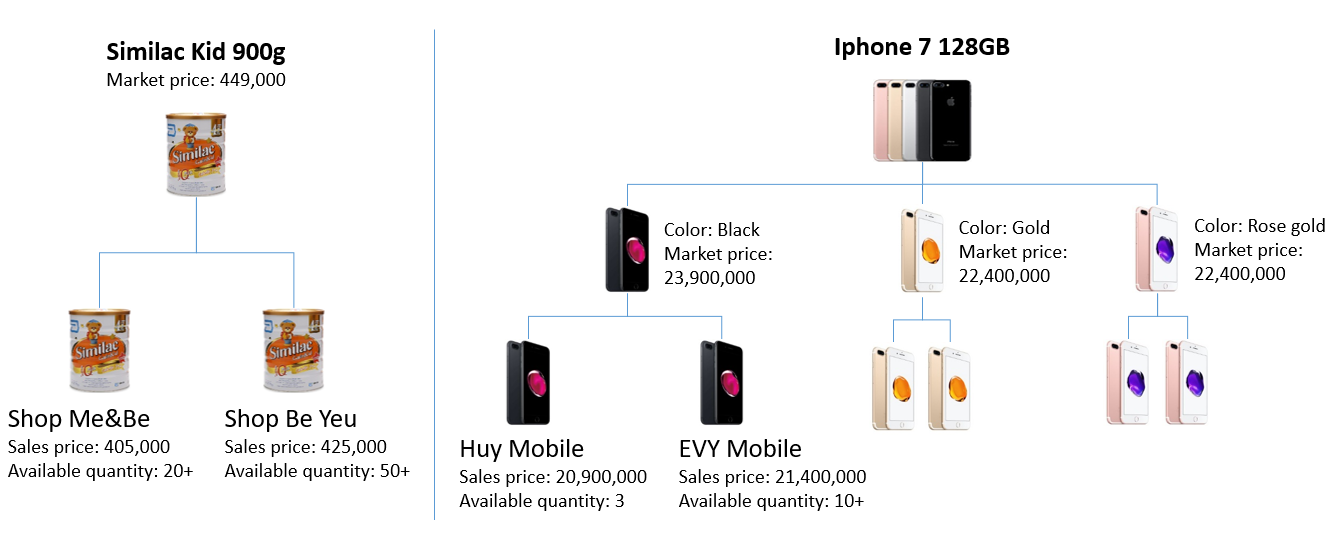 Similac Kid 900g
Market price: 449,000
Similac
Similac
Similac
Shop Me&Be
Sales price: 405,000
Available quantity: 20+
Shop Be Yeu
Sales price: 425,000
Available quantity: 50+
Iphone 7 128GB
Color: Black
Market price:
23,900,000
Color: Gold
Market price:
22,400,000
Color: Rose gold
Market price:
22,400,000
Huy Mobile
Sales price: 20,900,000
Available quantity: 3
EVY Mobile
Sales price: 21,400,000
Available quantity: 10+